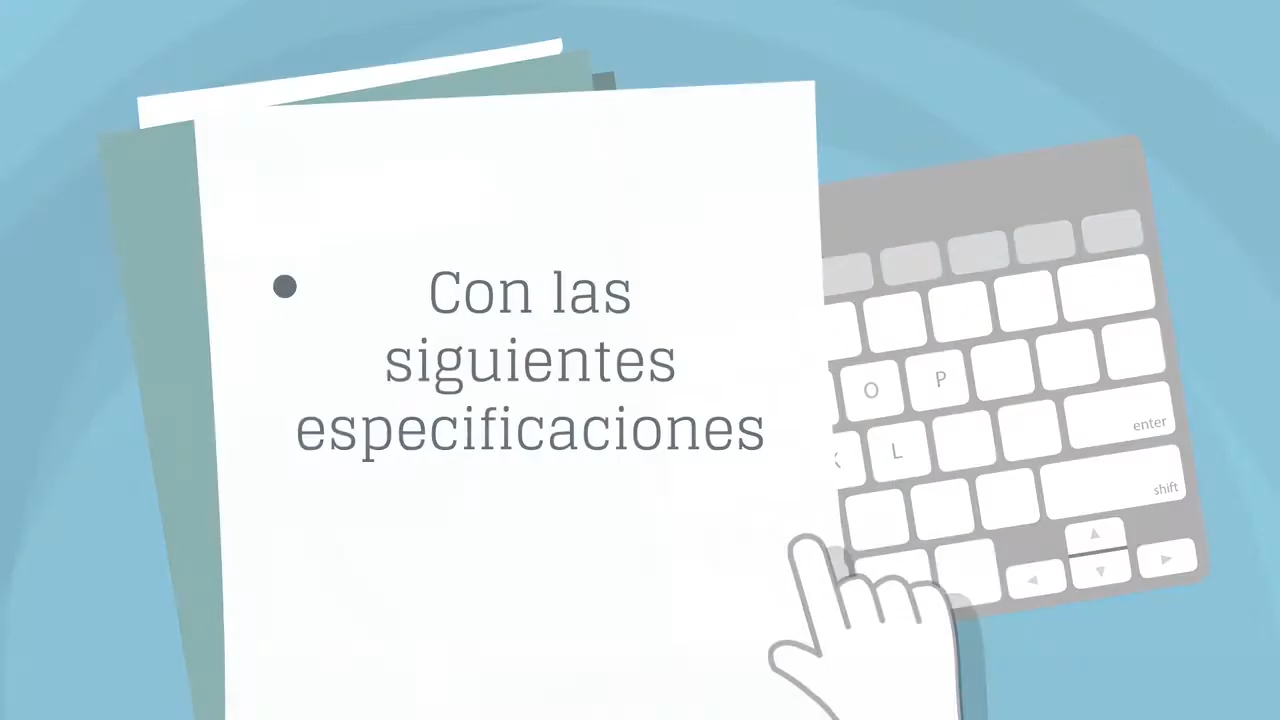 Con las
siguientes
especificaciones
O
P
enter
K
L
shift